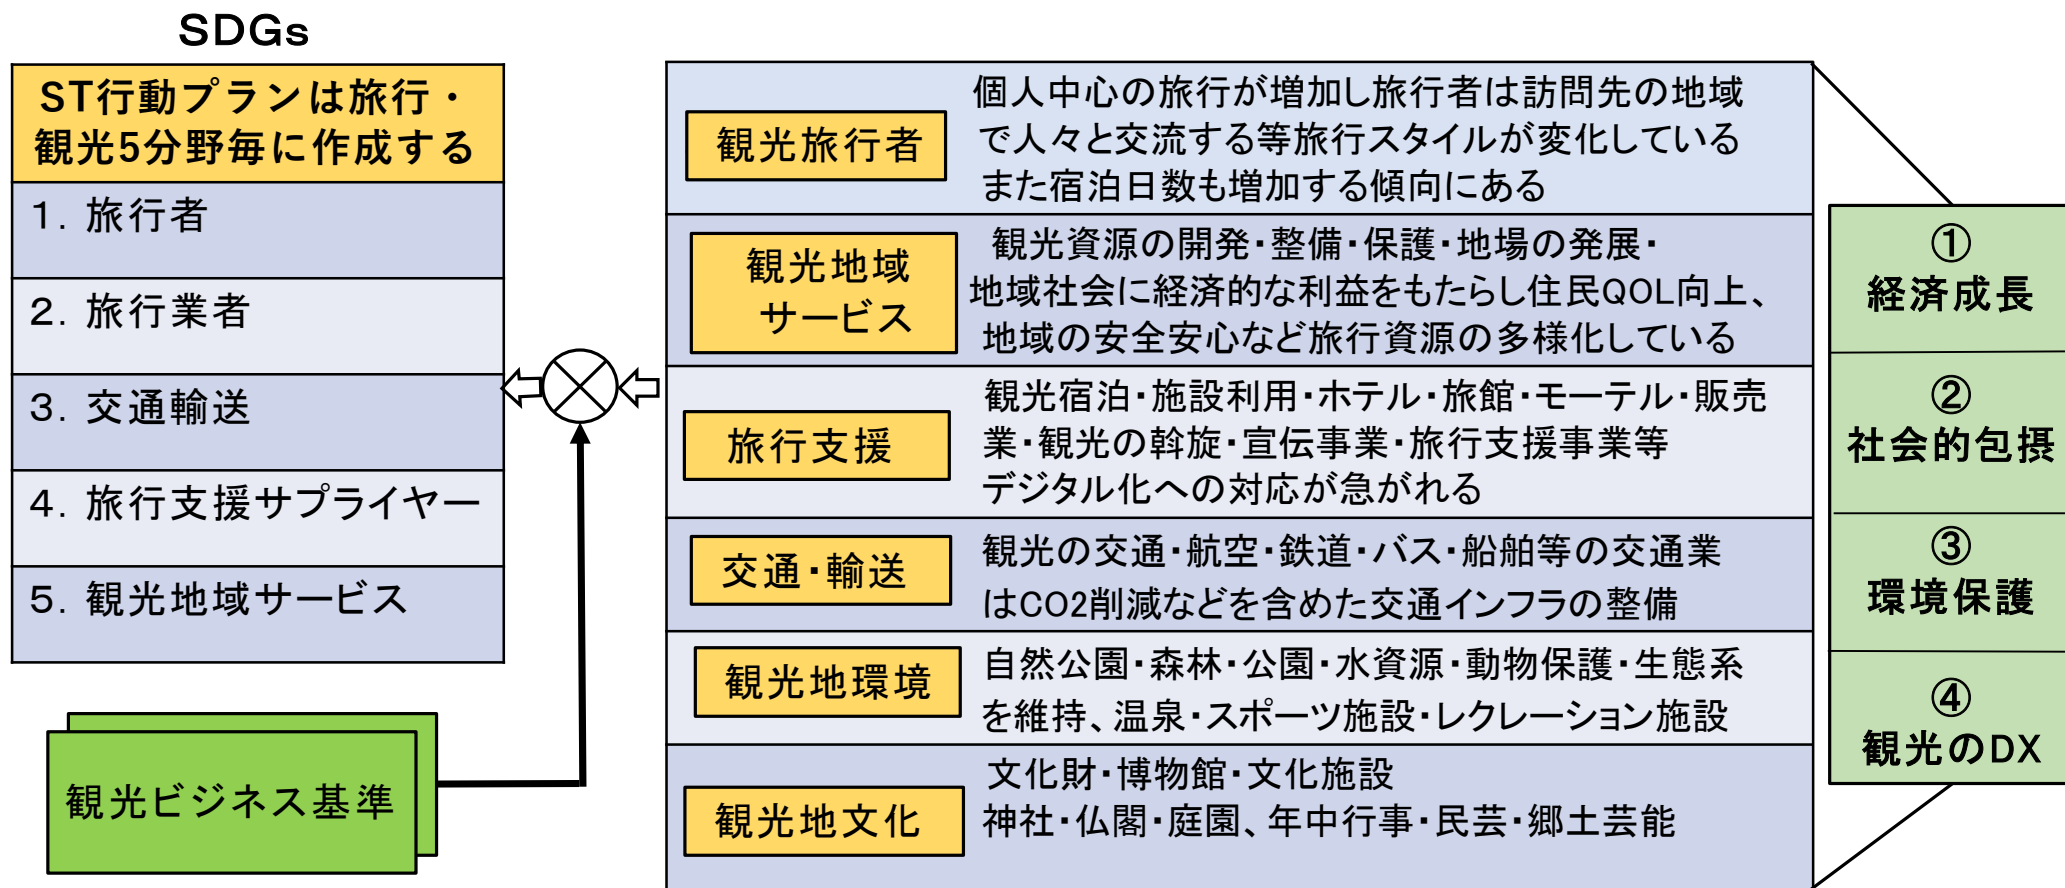 SDGs
ST行動プランは旅行・
観光5分野毎に作成する
1. 旅行者
2. 旅行業者
3. 交通輸送
4. 旅行支援サプライヤー
5. 観光地域サービス
観光ビジネス基準
観光旅行者
個人中心の旅行が増加し旅行者は訪問先の地域
で人々と交流する等旅行スタイルが変化している
また宿泊日数も増加する傾向にある
観光地域
サービス
観光資源の開発・整備・保護・地場の発展・
地域社会に経済的な利益をもたらし住民QOL向上、
地域の安全安心など旅行資源の多様化している
旅行支援
観光宿泊・施設利用・ホテル・旅館・モーテル・販売
業・観光の斡旋・宣伝事業・旅行支援事業等
デジタル化への対応が急がれる
交通・輸送
観光の交通・航空・鉄道・バス・船舶等の交通業
はCO2削減などを含めた交通インフラの整備
観光地環境
自然公園・森林・公園・水資源・動物保護・生態系
を維持、温泉・スポーツ施設・レクレーション施設
観光地文化
文化財・博物館・文化施設
神社・仏閣・庭園、年中行事・民芸・郷土芸能
①
経済成長
②
社会的包摂
③
環境保護
④
観光のDX